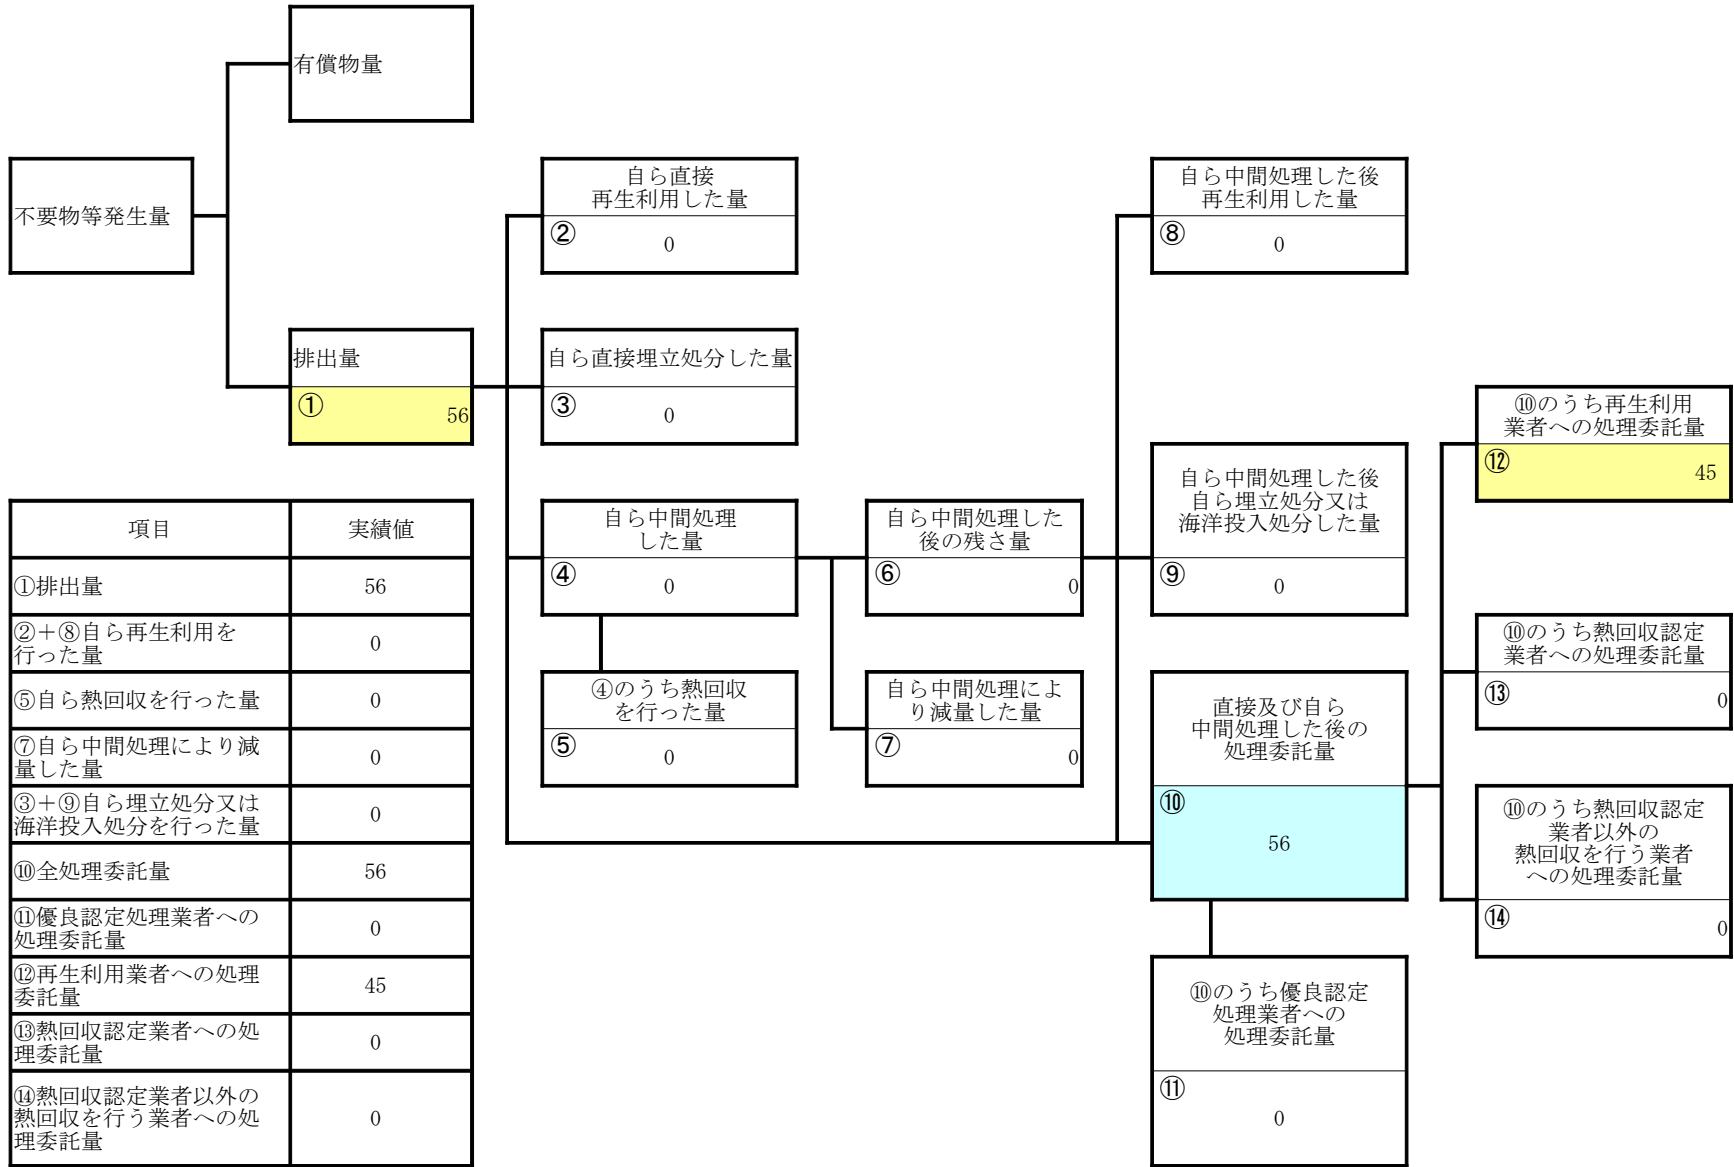 有償物量
不要物等発生量
自ら直接
再生利用した量
②
0
自ら中間処理した後
再生利用した量
⑧
0
排出量
①
56
自ら直接埋立処分した量
③
0
⑩のうち再生利用
業者への処理委託量
⑫
45
自ら中間処理した後
自ら埋立処分又は
海洋投入処分した量
⑨
0
自ら中間処理
した量
④
0
自ら中間処理した
後の残さ量
⑥
0
⑩のうち熱回収認定
業者への処理委託量
⑬
0
④のうち熱回収
を行った量
⑤
0
自ら中間処理によ
り減量した量
⑦
0
直接及び自ら
中間処理した後の
処理委託量
⑩
56
⑩のうち熱回収認定
業者以外の
熱回収を行う業者
への処理委託量
⑭
0
⑩のうち優良認定
処理業者への
処理委託量
⑪
0
項目 実績値
①排出量 56
②+⑧自ら再生利用を
行った量 0
⑤自ら熱回収を行った量 0
⑦自ら中間処理により減
量した量 0
③+⑨自ら埋立処分又は
海洋投入処分を行った量 0
⑩全処理委託量 56
⑪優良認定処理業者への
処理委託量 0
⑫再生利用業者への処理
委託量 45
⑬熱回収認定業者への処
理委託量 0
⑭熱回収認定業者以外の
熱回収を行う業者への処
理委託量 0